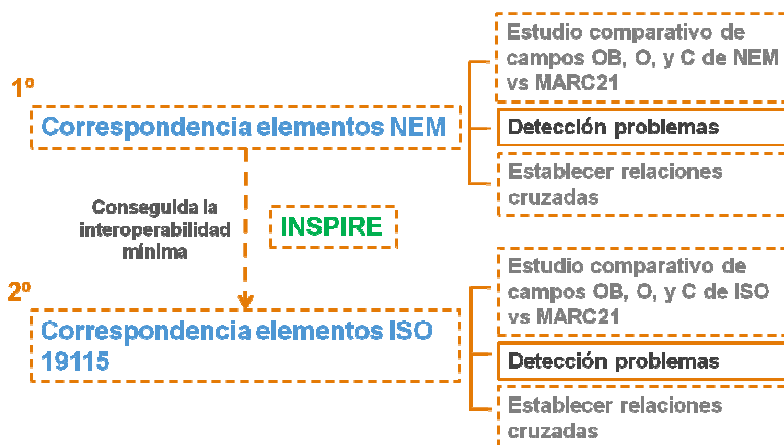 1º
Correspondencia elementos NEM
Estudio comparativo de
campos OB, O, y C de NEM
vs MARC21
Detección problemas
Establecer relaciones
cruzadas
Conseguida la
interoperabilidad
mínima
INSPIRE
2º
Correspondencia elementos ISO
19115
Estudio comparativo de
campos OB, O, y C de ISO
vs MARC21
Detección problemas
Establecer relaciones
cruzadas